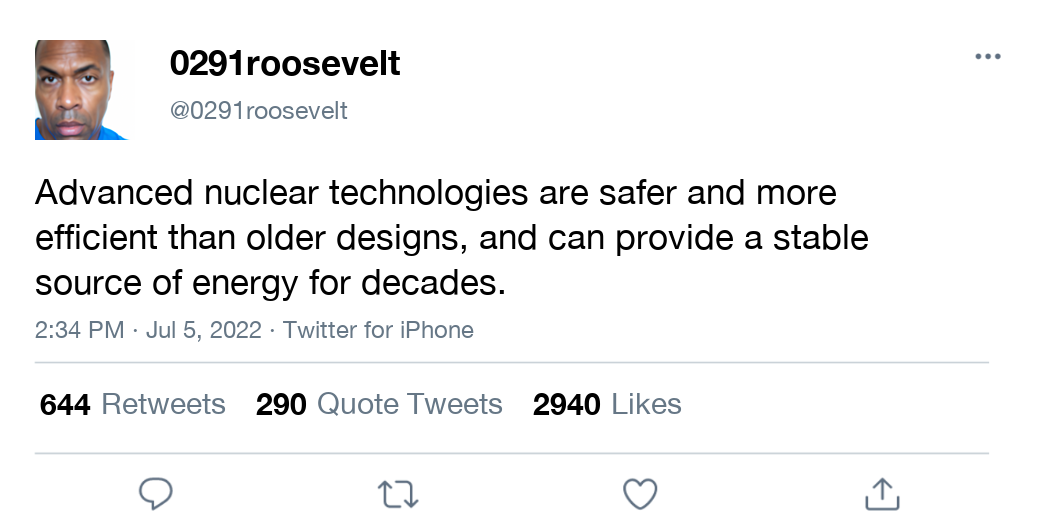 0291roosevelt
@0291roosevelt
Advanced nuclear technologies are safer and more
efficient than older designs, and can provide a stable
source of energy for decades.
2:34 PM · Jul 5, 2022 · Twitter for iPhone
644 Retweets 290 Quote Tweets 2940 Likes